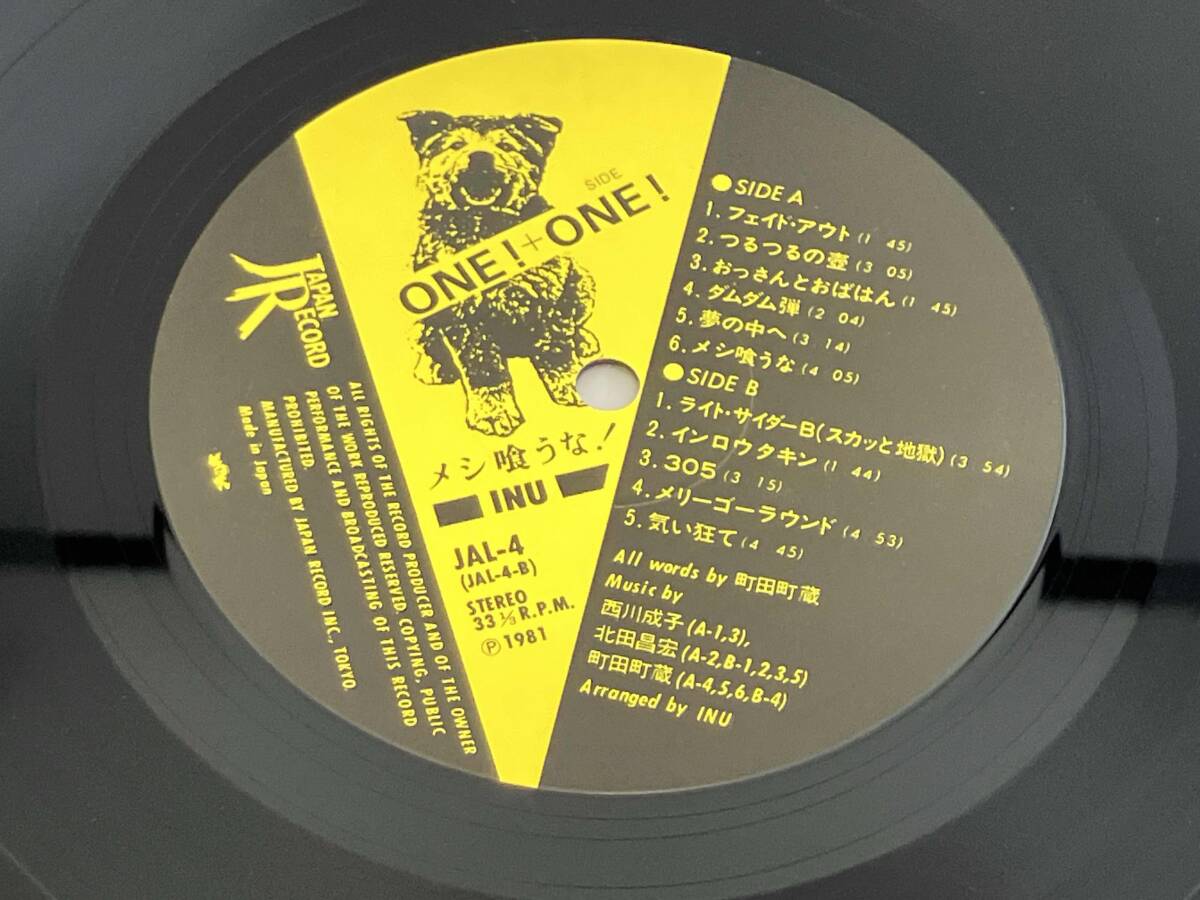 JAPAN
RECORD
SIDE
ONE!+ONE!
メシ喰うな!
INU
JAL-4
(JAL-4-B)
STEREO
33 1/3 R.P.M.
Ⓟ1981
●SIDE A
1. フェイド・アウト (1 45)
2. つるつるの壺 (3 05)
3. おっさんとおばはん (1 45)
4. ダムダム弾 (2 04)
5. 夢の中へ (3 14)
6. メシ喰うな (4 05)
●SIDE B
1. ライト・サイダーB (スカッと地獄) (3 54)
2. インロウタキン (1 44)
3. 305 (3 15)
4. メリーゴーラウンド (4 53)
5. 気い狂て (4 45)
All words by 町田町蔵
Music by
西川成子 (A-1,3),
北田昌宏 (A-2,B-1,2,3,5)
町田町蔵 (A-4,5,6,B-4)
Arranged by INU
ALL RIGHTS OF THE RECORD PRODUCER AND OF THE OWNER
OF THE WORK REPRODUCED RESERVED. COPYING, PUBLIC
PERFORMANCE AND BROADCASTING OF THIS RECORD
PROHIBITED.
MANUFACTURED BY JAPAN RECORD INC., TOKYO.
Made in Japan